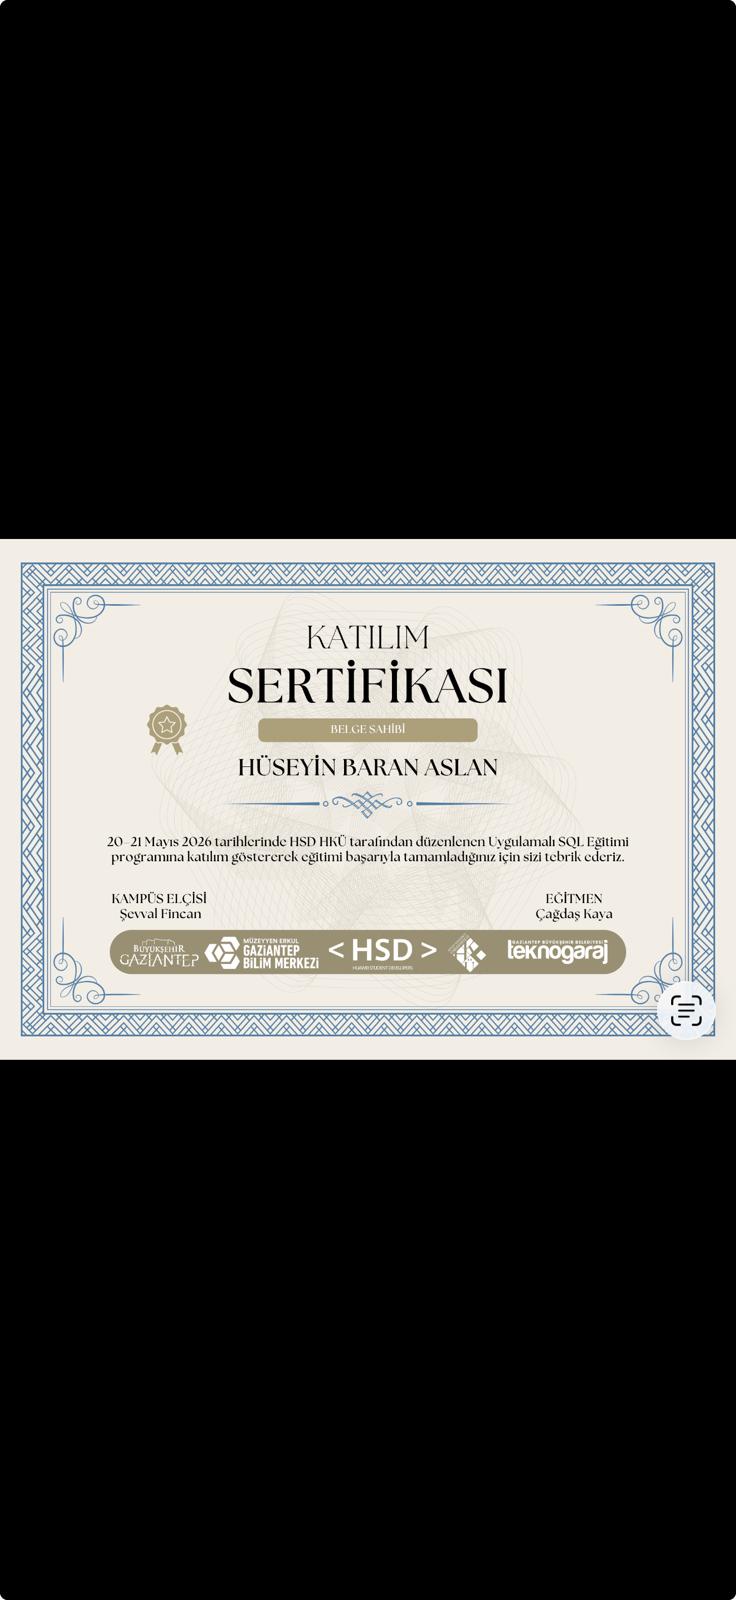 KATILIM
SERTİFİKASI
BELGE SAHİBİ
HÜSEYİN BARAN ASLAN
20-21 Mayıs 2026 tarihlerinde HSD HKÜ tarafından düzenlenen Uygulamalı SQL Eğitimi
programına katılım göstererek eğitimi başarıyla tamamladığınız için sizi tebrik ederiz.
KAMPÜS ELÇİSİ
Şevval Fincan
EĞİTMEN
Çağdaş Kaya
BÜYÜKŞEHİR
GAZİANTEP
MÜZEYYEN ERKUL
GAZİANTEP
BİLİM MERKEZİ
< HSD >
HUAWEI STUDENT DEVELOPERS
GAZİANTEP BÜYÜKŞEHİR BELEDİYESİ
teknogaraj